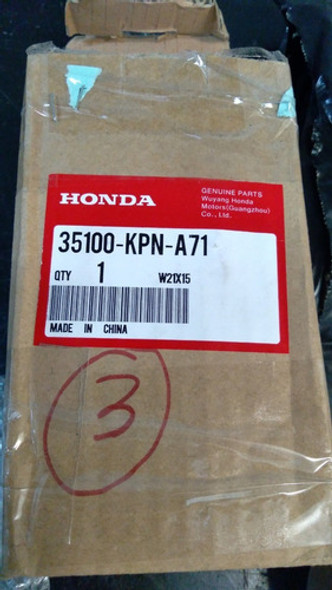 HONDA
GENUINE PARTS
Wuyang Honda
Motors(Guangzhou)
Co., Ltd.
35100-KPN-A71
QTY 1 W21X15
MADE IN CHINA
3